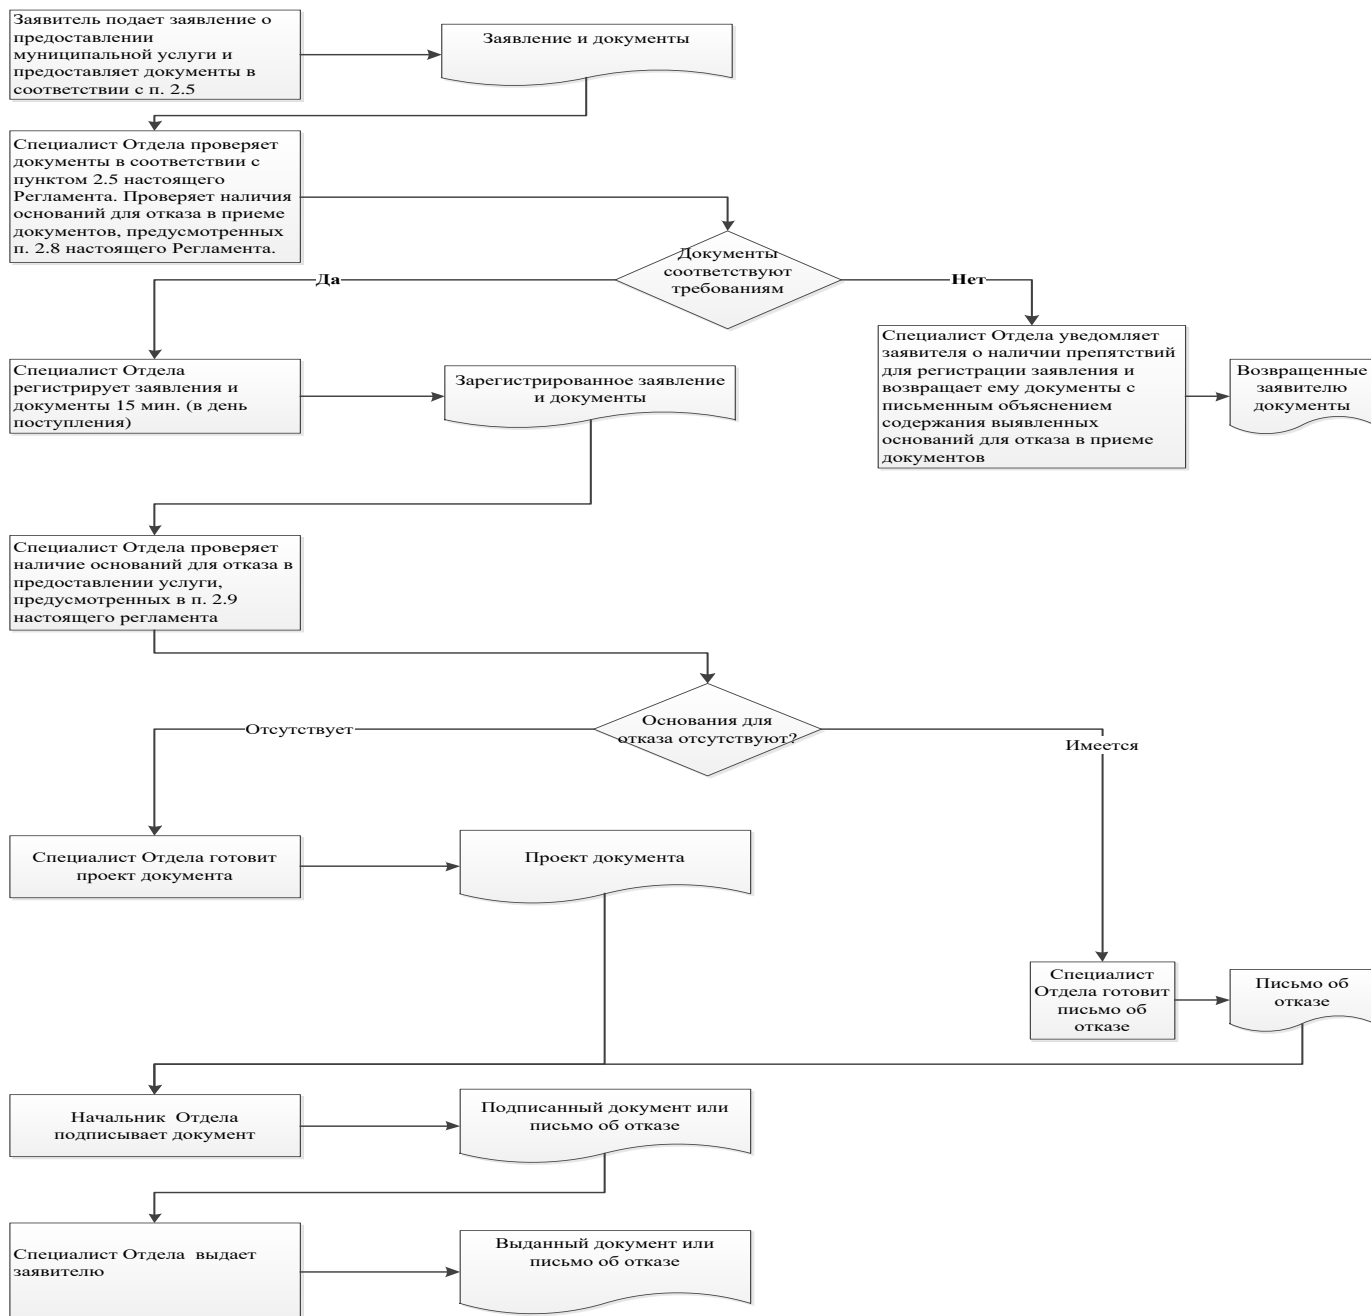 Заявитель подает заявление о
предоставлении
муниципальной услуги и
предоставляет документы в
соответствии с п. 2.5
Заявление и документы
Специалист Отдела проверяет
документы в соответствии с
пунктом 2.5 настоящего
Регламента. Проверяет наличия
оснований для отказа в приеме
документов, предусмотренных
п. 2.8 настоящего Регламента.
Документы
соответствуют
требованиям
Да
Нет
Специалист Отдела
регистрирует заявления и
документы 15 мин. (в день
поступления)
Зарегистрированное заявление
и документы
Специалист Отдела уведомляет
заявителя о наличии препятствий
для регистрации заявления и
возвращает ему документы с
письменным объяснением
содержания выявленных
оснований для отказа в приеме
документов
Возвращенные
заявителю
документы
Специалист Отдела проверяет
наличие оснований для отказа в
предоставлении услуги,
предусмотренных в п. 2.9
настоящего регламента
Основания для
отказа отсутствуют?
Отсутствует
Имеется
Специалист Отдела готовит
проект документа
Проект документа
Специалист
Отдела готовит
письмо об
отказе
Письмо об
отказе
Начальник  Отдела
подписывает документ
Подписанный документ или
письмо об отказе
Специалист Отдела  выдает
заявителю
Выданный документ или
письмо об отказе